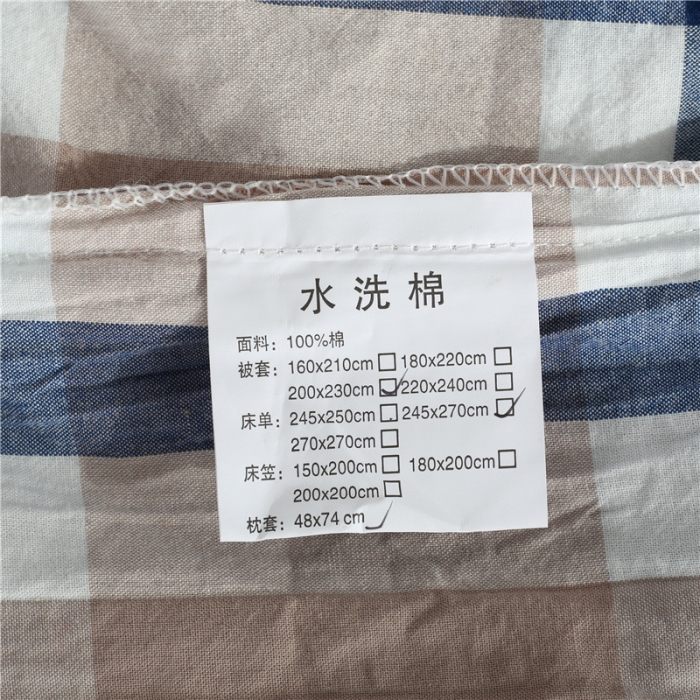 水洗棉
面料：100%棉
被套：160x210cm□ 180x220cm□
200x230cm☑ 220x240cm□
床单：245x250cm□ 245x270cm☑
270x270cm□
床笠：150x200cm□ 180x200cm□
200x200cm□
枕套：48x74 cm✓